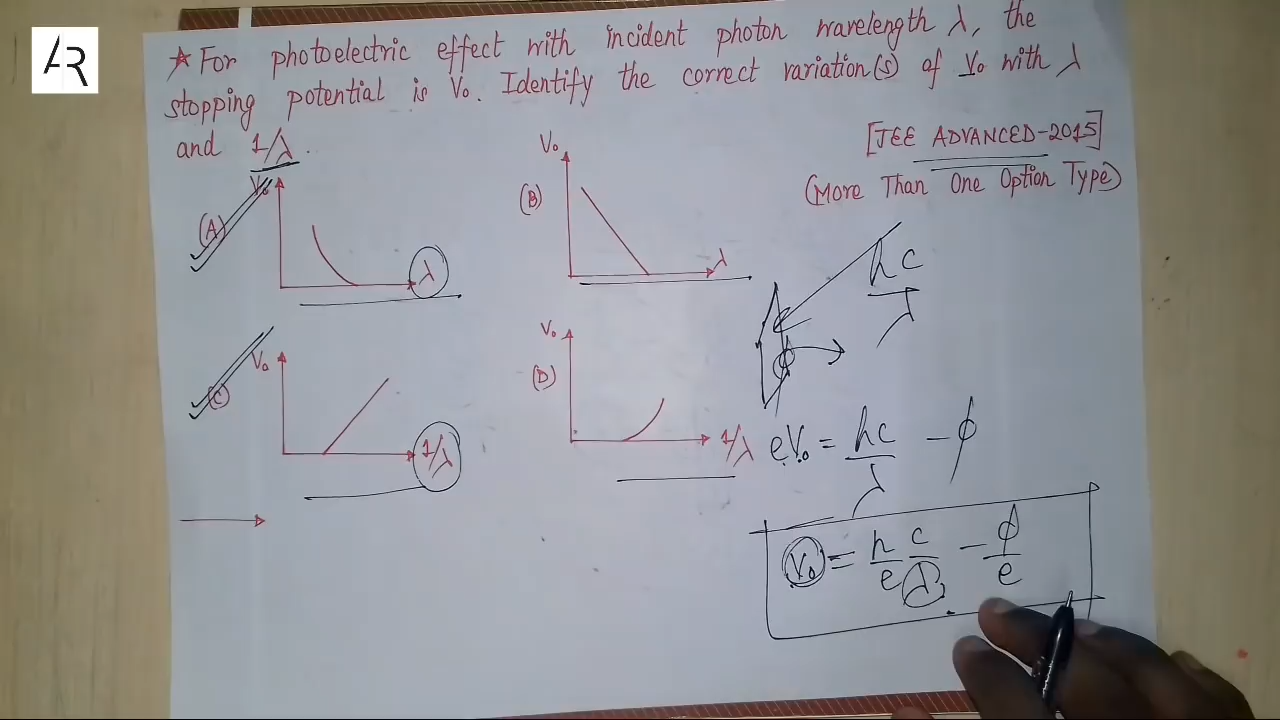 AR
★ For photoelectric effect with incident photon wavelength λ, the
stopping potential is V₀. Identify the correct variation(s) of V₀ with λ
and 1/λ.
[JEE ADVANCED-2015]
(More Than One Option Type)
(A) V₀ λ
(B) V₀ λ
(C) V₀ 1/λ
(D) V₀ 1/λ
hc/λ
eV₀ = hc/λ - ϕ
V₀ = h/e c/λ - ϕ/e